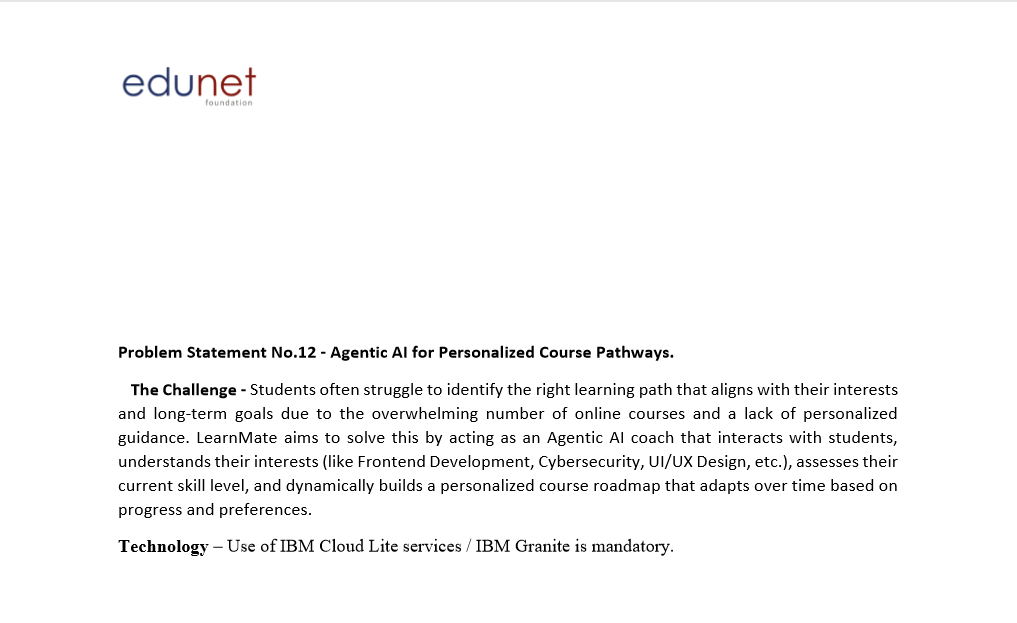 edunet
foundation
Problem Statement No.12 - Agentic AI for Personalized Course Pathways.
The Challenge - Students often struggle to identify the right learning path that aligns with their interests
and long-term goals due to the overwhelming number of online courses and a lack of personalized
guidance. LearnMate aims to solve this by acting as an Agentic AI coach that interacts with students,
understands their interests (like Frontend Development, Cybersecurity, UI/UX Design, etc.), assesses their
current skill level, and dynamically builds a personalized course roadmap that adapts over time based on
progress and preferences.
Technology – Use of IBM Cloud Lite services / IBM Granite is mandatory.